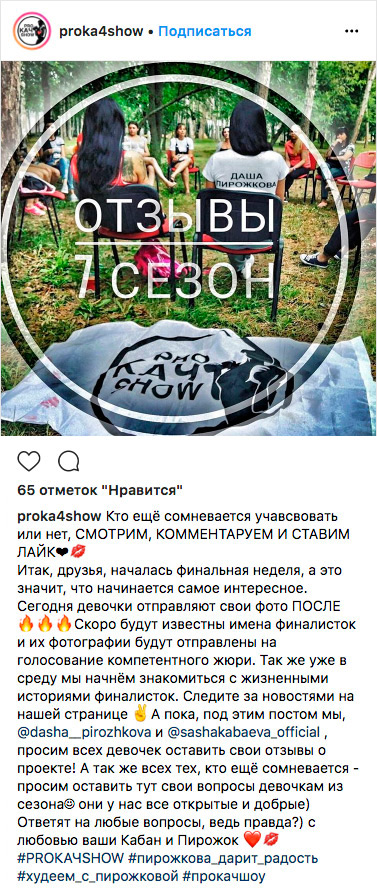 PRO
КАЧ
SHOW
proka4show • Подписаться
ДАША
ПИРОЖКОВА
ОТЗЫВЫ
7 СЕЗОН
PRO
КАЧ
SHOW
65 отметок "Нравится"
proka4show Кто ещё сомневается учавсвовать
или нет, СМОТРИМ, КОММЕНТАРУЕМ И СТАВИМ
ЛАЙК❤💋
Итак, друзья, началась финальная неделя, а это
значит, что начинается самое интересное.
Сегодня девочки отправляют свои фото ПОСЛЕ
🔥🔥🔥Скоро будут известны имена финалисток
и их фотографии будут отправлены на
голосование компетентного жюри. Так же уже в
среду мы начнём знакомиться с жизненными
историями финалисток. Следите за новостями на
нашей странице ✌А пока, под этим постом мы,
@dasha__pirozhkova и @sashakabaeva_official ,
просим всех девочек оставить свои отзывы о
проекте! А так же всех тех, кто ещё сомневается -
просим оставить тут свои вопросы девочкам из
сезона☺ они у нас все открытые и добрые)
Ответят на любые вопросы, ведь правда?) с
любовью ваши Кабан и Пирожок ❤️💋
#PROКАЧSHOW #пирожкова_дарит_радость
#худеем_с_пирожковой #прокачшоу